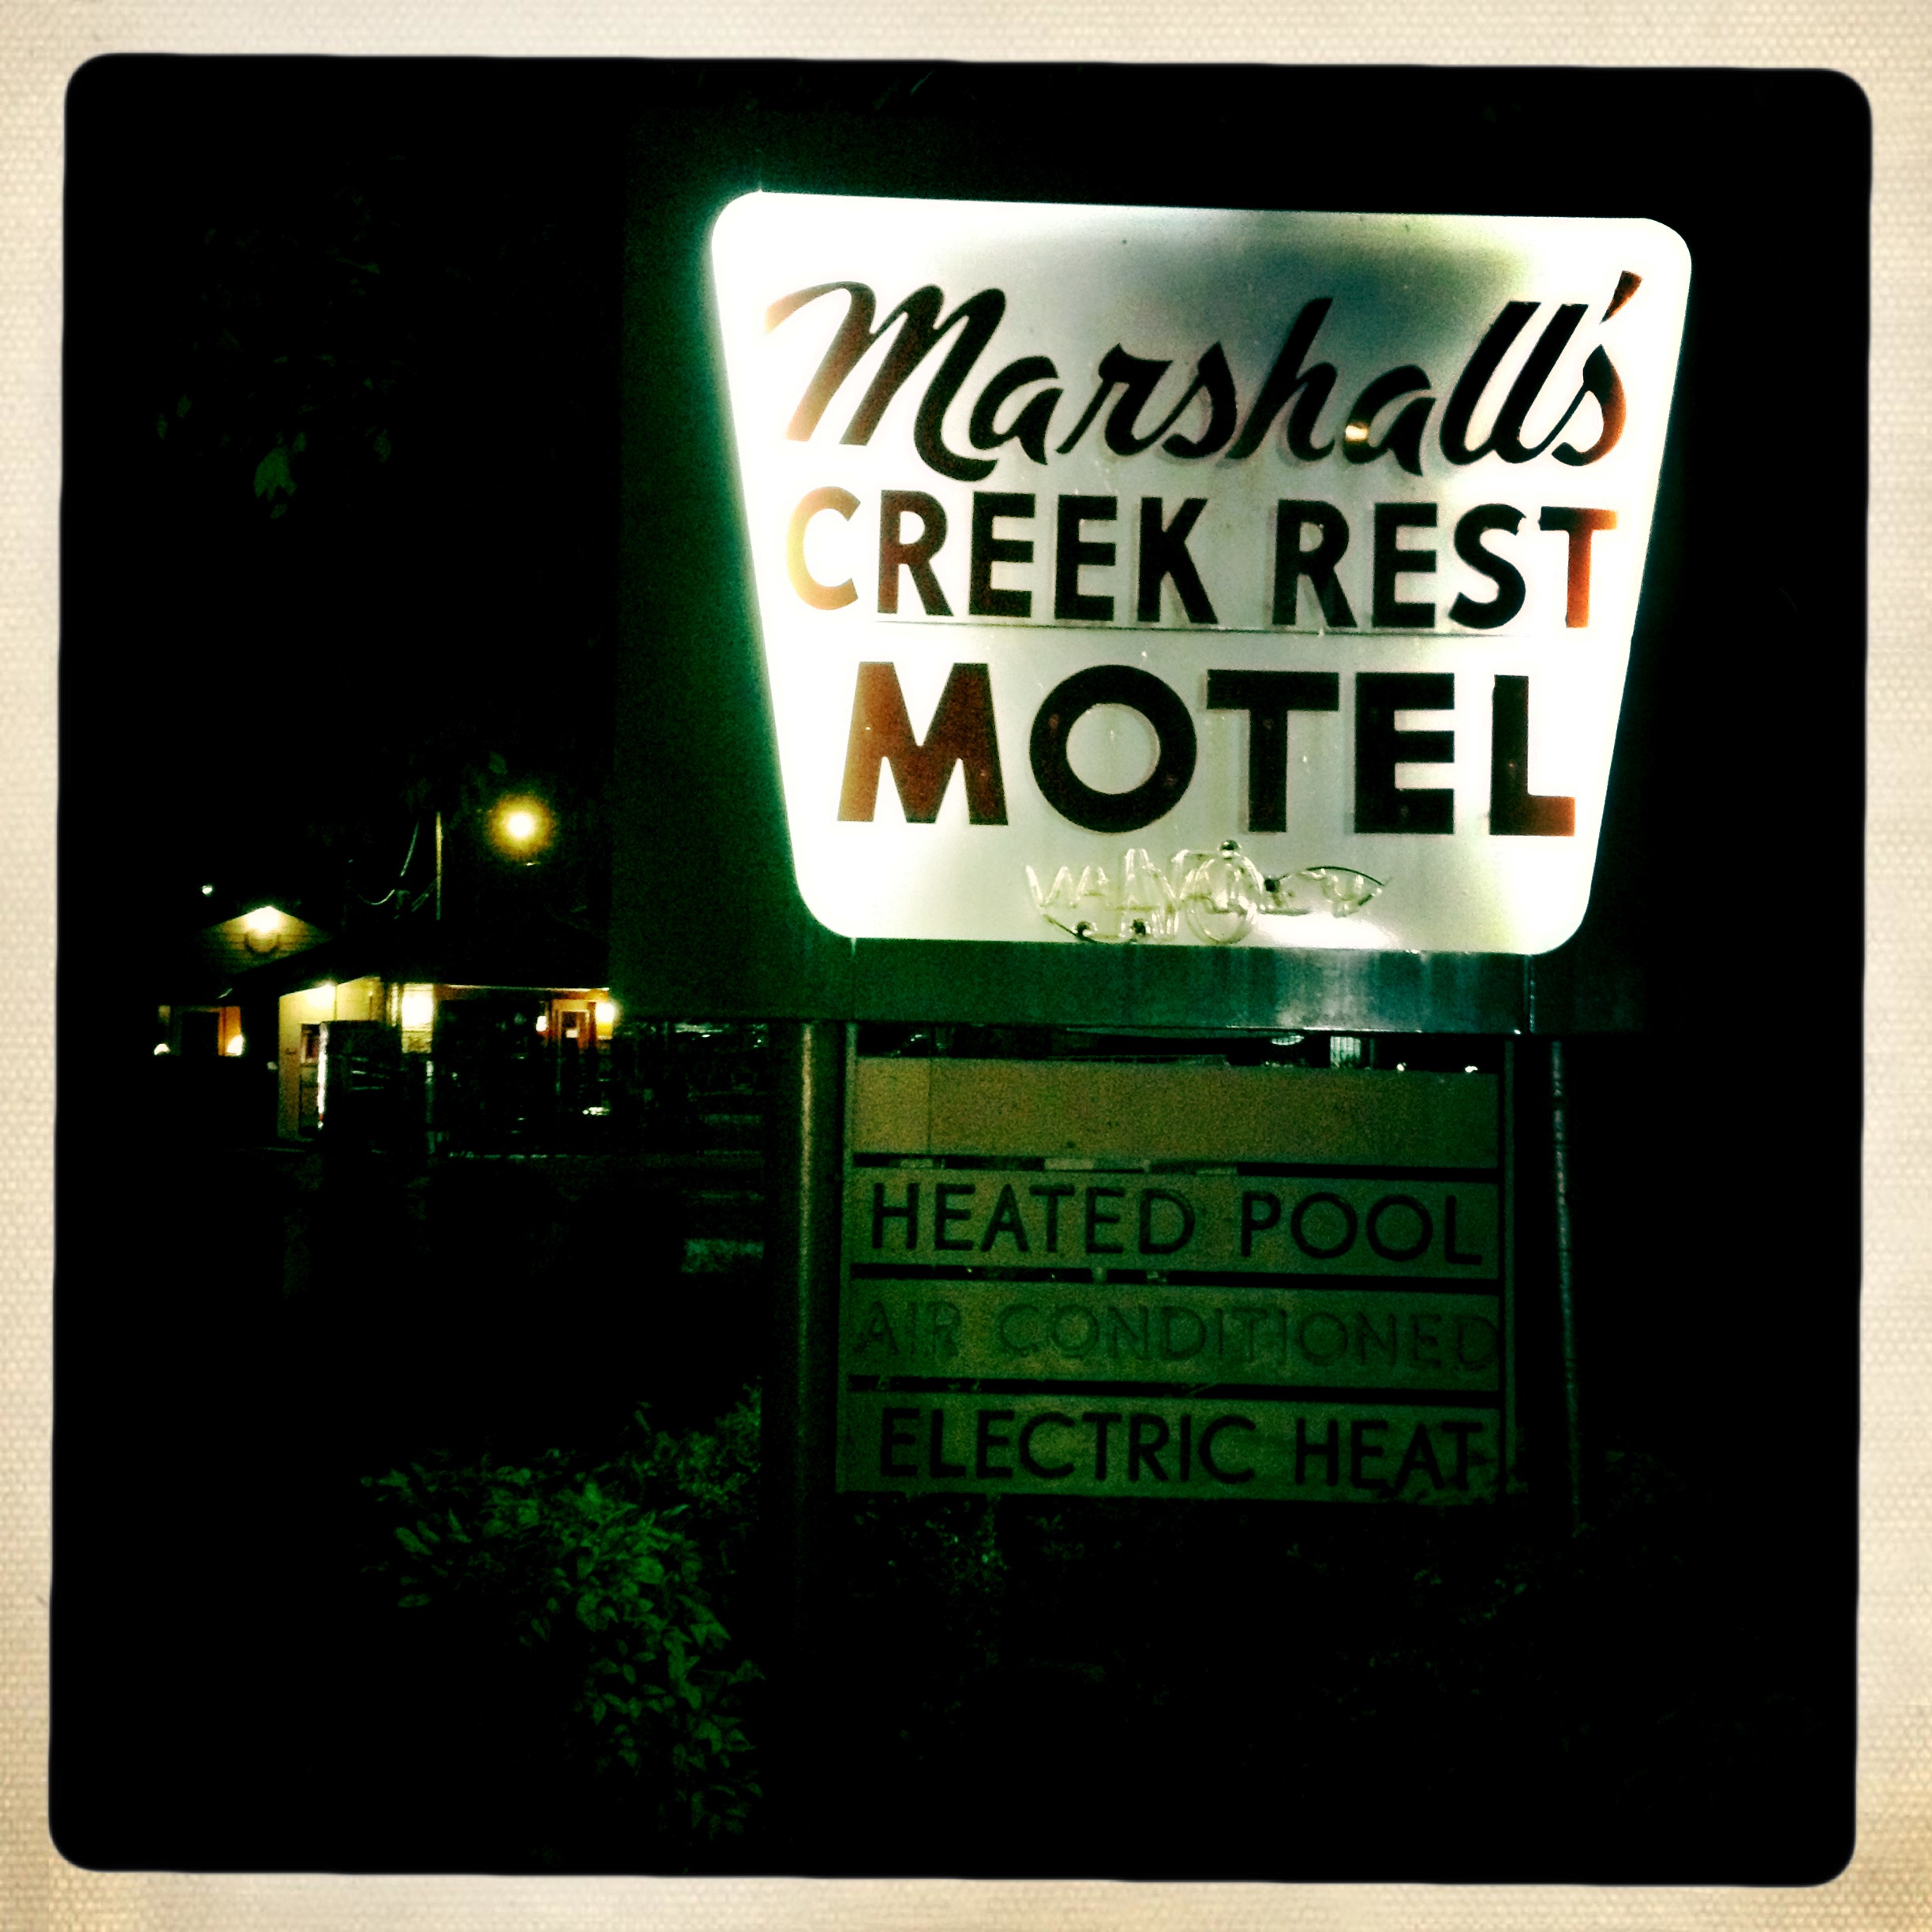 Marshall's
CREEK REST
MOTEL
HEATED POOL
AIR CONDITIONED
ELECTRIC HEAT